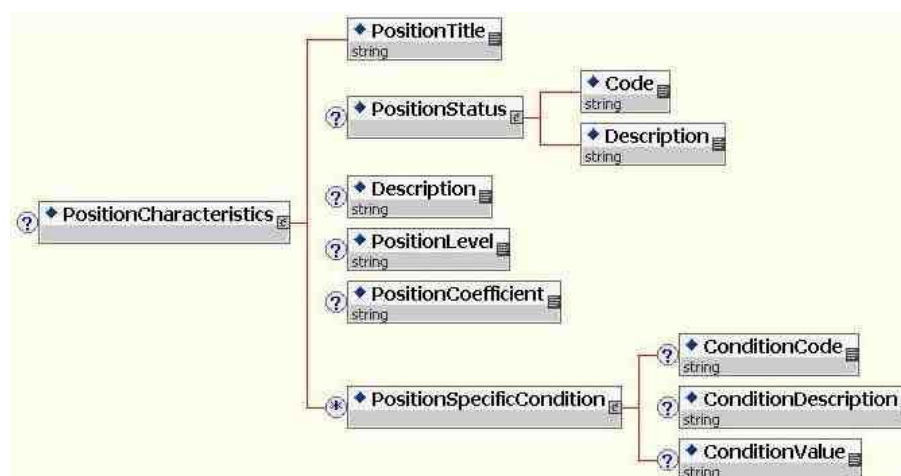 PositionTitle
string
PositionStatus
Code
string
Description
string
? PositionCharacteristics
? Description
string
? PositionLevel
string
? PositionCoefficient
string
* PositionSpecificCondition
? ConditionCode
string
? ConditionDescription
string
? ConditionValue
string